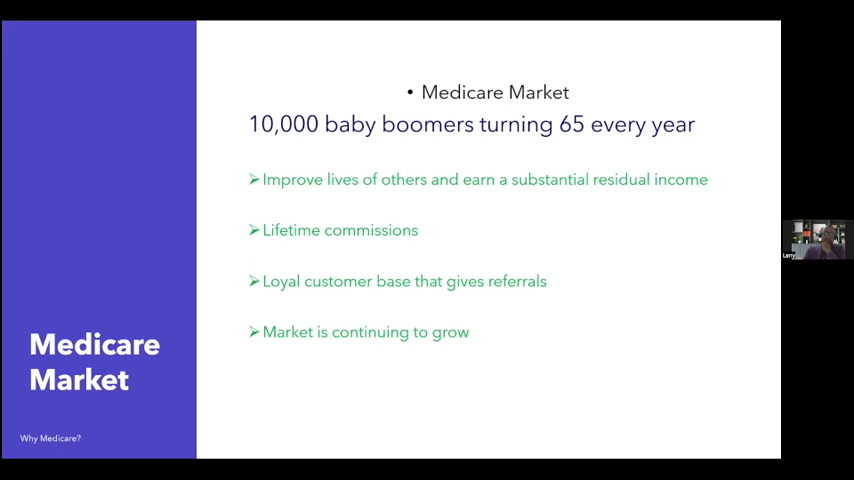 • Medicare Market
10,000 baby boomers turning 65 every year
➢Improve lives of others and earn a substantial residual income
➢Lifetime commissions
➢Loyal customer base that gives referrals
➢Market is continuing to grow
Medicare
Market
Why Medicare?
Larry